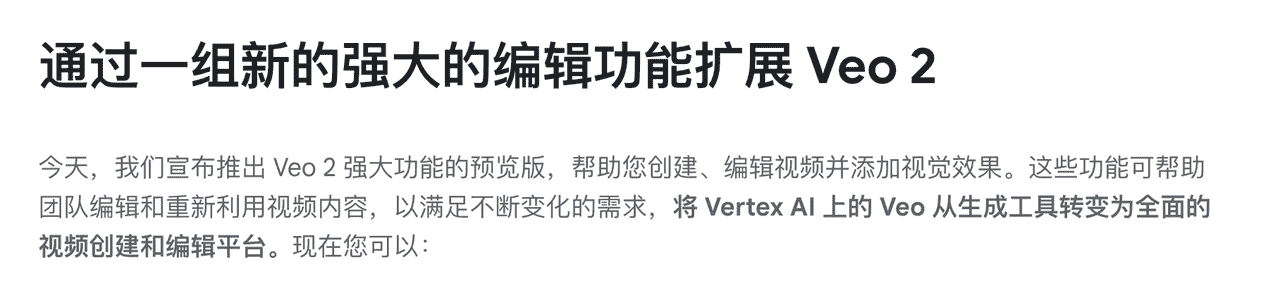 通过一组新的强大的编辑功能扩展 Veo 2
今天，我们宣布推出 Veo 2 强大功能的预览版，帮助您创建、编辑视频并添加视觉效果。这些功能可帮助
团队编辑和重新利用视频内容，以满足不断变化的需求，将 Vertex AI 上的 Veo 从生成工具转变为全面的
视频创建和编辑平台。现在您可以：